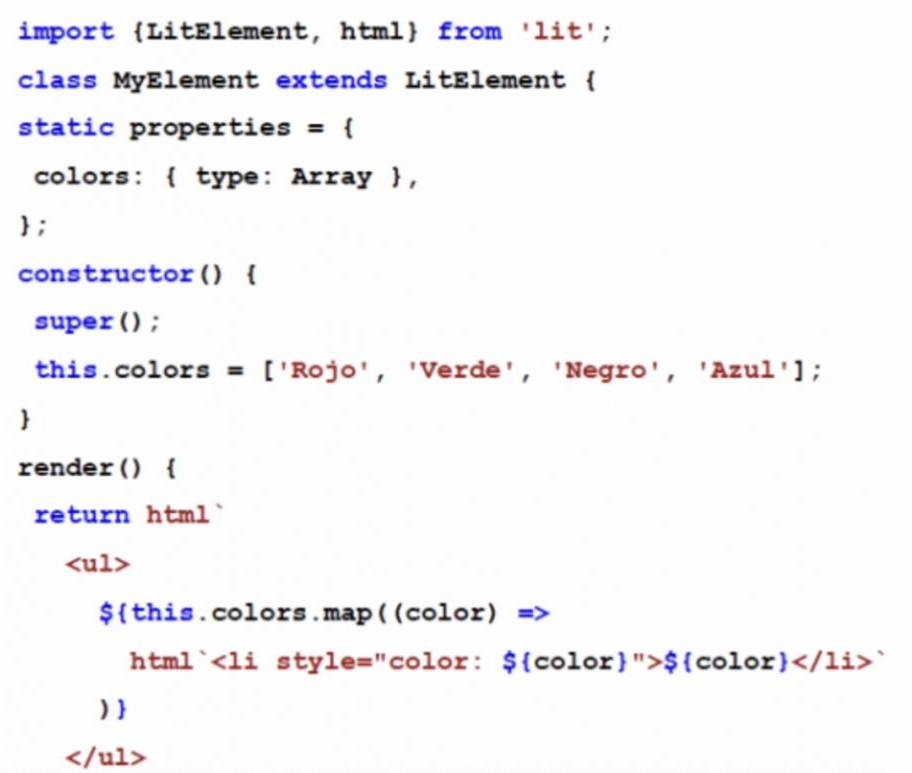 import {LitElement, html} from 'lit';
class MyElement extends LitElement {
static properties = {
colors: { type: Array },
};
constructor() {
super();
this.colors = ['Rojo', 'Verde', 'Negro', 'Azul'];
}
render() {
return html`
<ul>
${this.colors.map((color) =>
html`<li style="color: ${color}">${color}</li>`
)}
</ul>